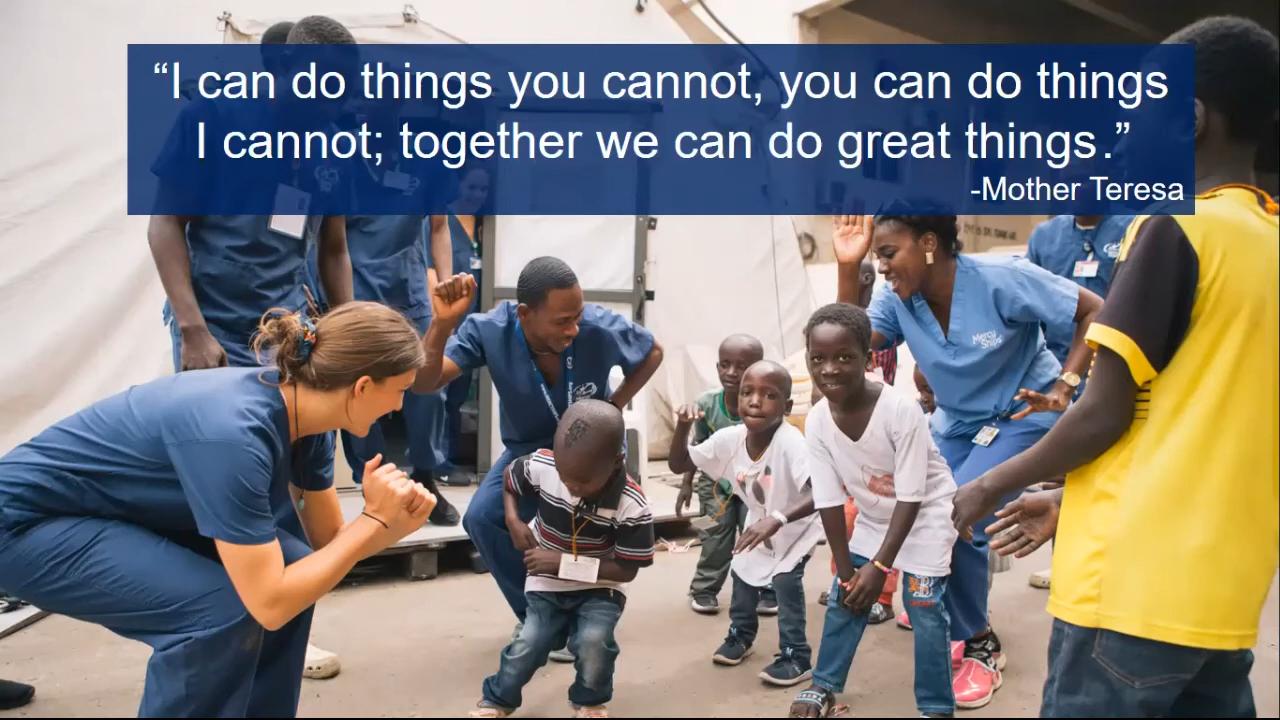 “I can do things you cannot, you can do things
I cannot; together we can do great things.”
-Mother Teresa
Mercy
Ships